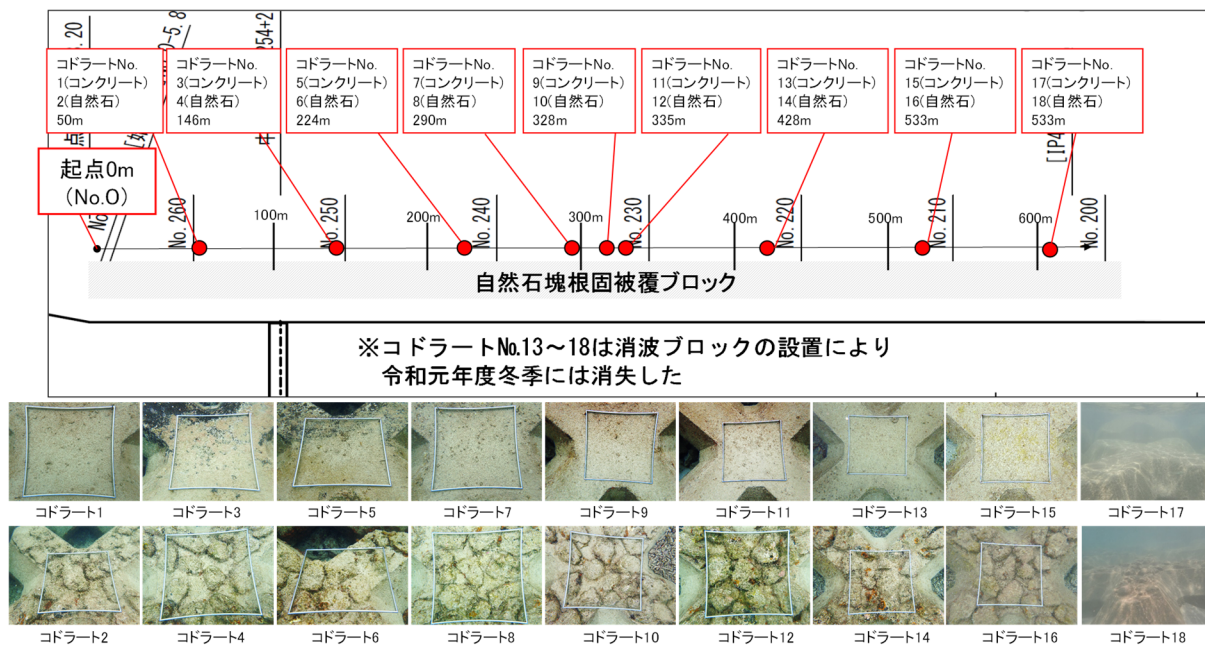 .20
0-5.8
254+2
コドラートNo.
1(コンクリート)
2(自然石)
50m
コドラートNo.
3(コンクリート)
4(自然石)
146m
コドラートNo.
5(コンクリート)
6(自然石)
224m
コドラートNo.
7(コンクリート)
8(自然石)
290m
コドラートNo.
9(コンクリート)
10(自然石)
328m
コドラートNo.
11(コンクリート)
12(自然石)
335m
コドラートNo.
13(コンクリート)
14(自然石)
428m
コドラートNo.
15(コンクリート)
16(自然石)
533m
コドラートNo.
17(コンクリート)
18(自然石)
533m
点
[IP4
起点0m
(No.O)
No.260
100m
No.250
200m
No.240
300m
No.230
400m
No.220
500m
No.210
600m
No.200
自然石塊根固被覆ブロック
※コドラート№13～18は消波ブロックの設置により
令和元年度冬季には消失した
コドラート1
コドラート3
コドラート5
コドラート7
コドラート9
コドラート11
コドラート13
コドラート15
コドラート17
コドラート2
コドラート4
コドラート6
コドラート8
コドラート10
コドラート12
コドラート14
コドラート16
コドラート18